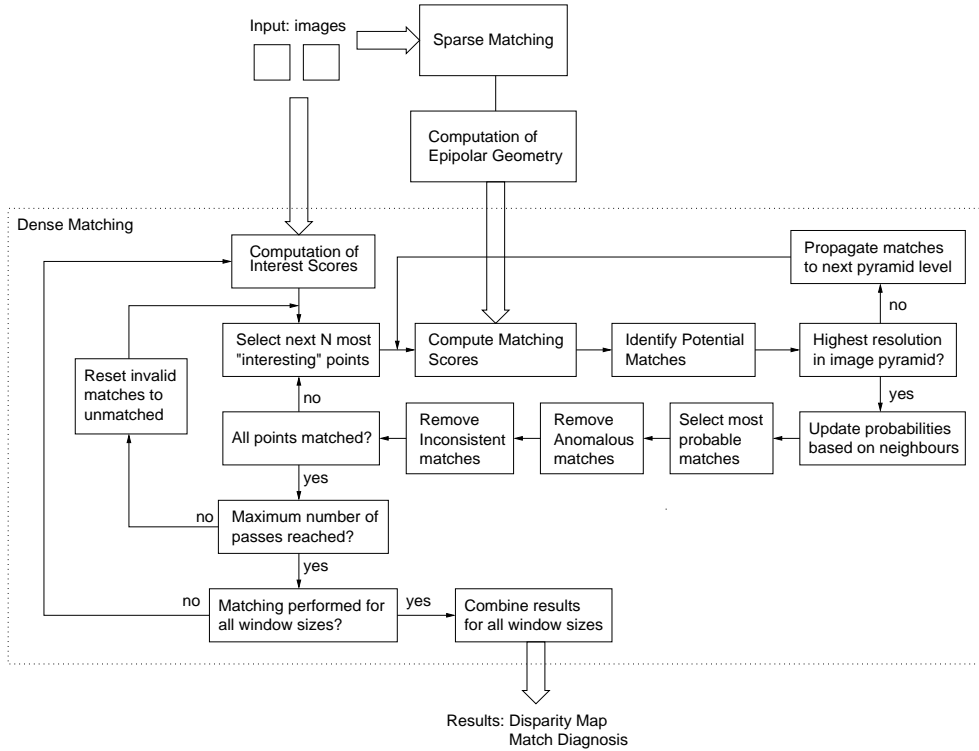 Input: images
Sparse Matching
Computation of
Epipolar Geometry
Dense Matching
Computation of
Interest Scores
Propagate matches
to next pyramid level
no
Select next N most
"interesting" points
Compute Matching
Scores
Identify Potential
Matches
Highest resolution
in image pyramid?
Reset invalid
matches to
unmatched
no
yes
All points matched?
Remove
Inconsistent
matches
Remove
Anomalous
matches
Select most
probable
matches
Update probabilities
based on neighbours
yes
no
Maximum number of
passes reached?
yes
no
Matching performed for
all window sizes?
yes
Combine results
for all window sizes
Results: Disparity Map
Match Diagnosis